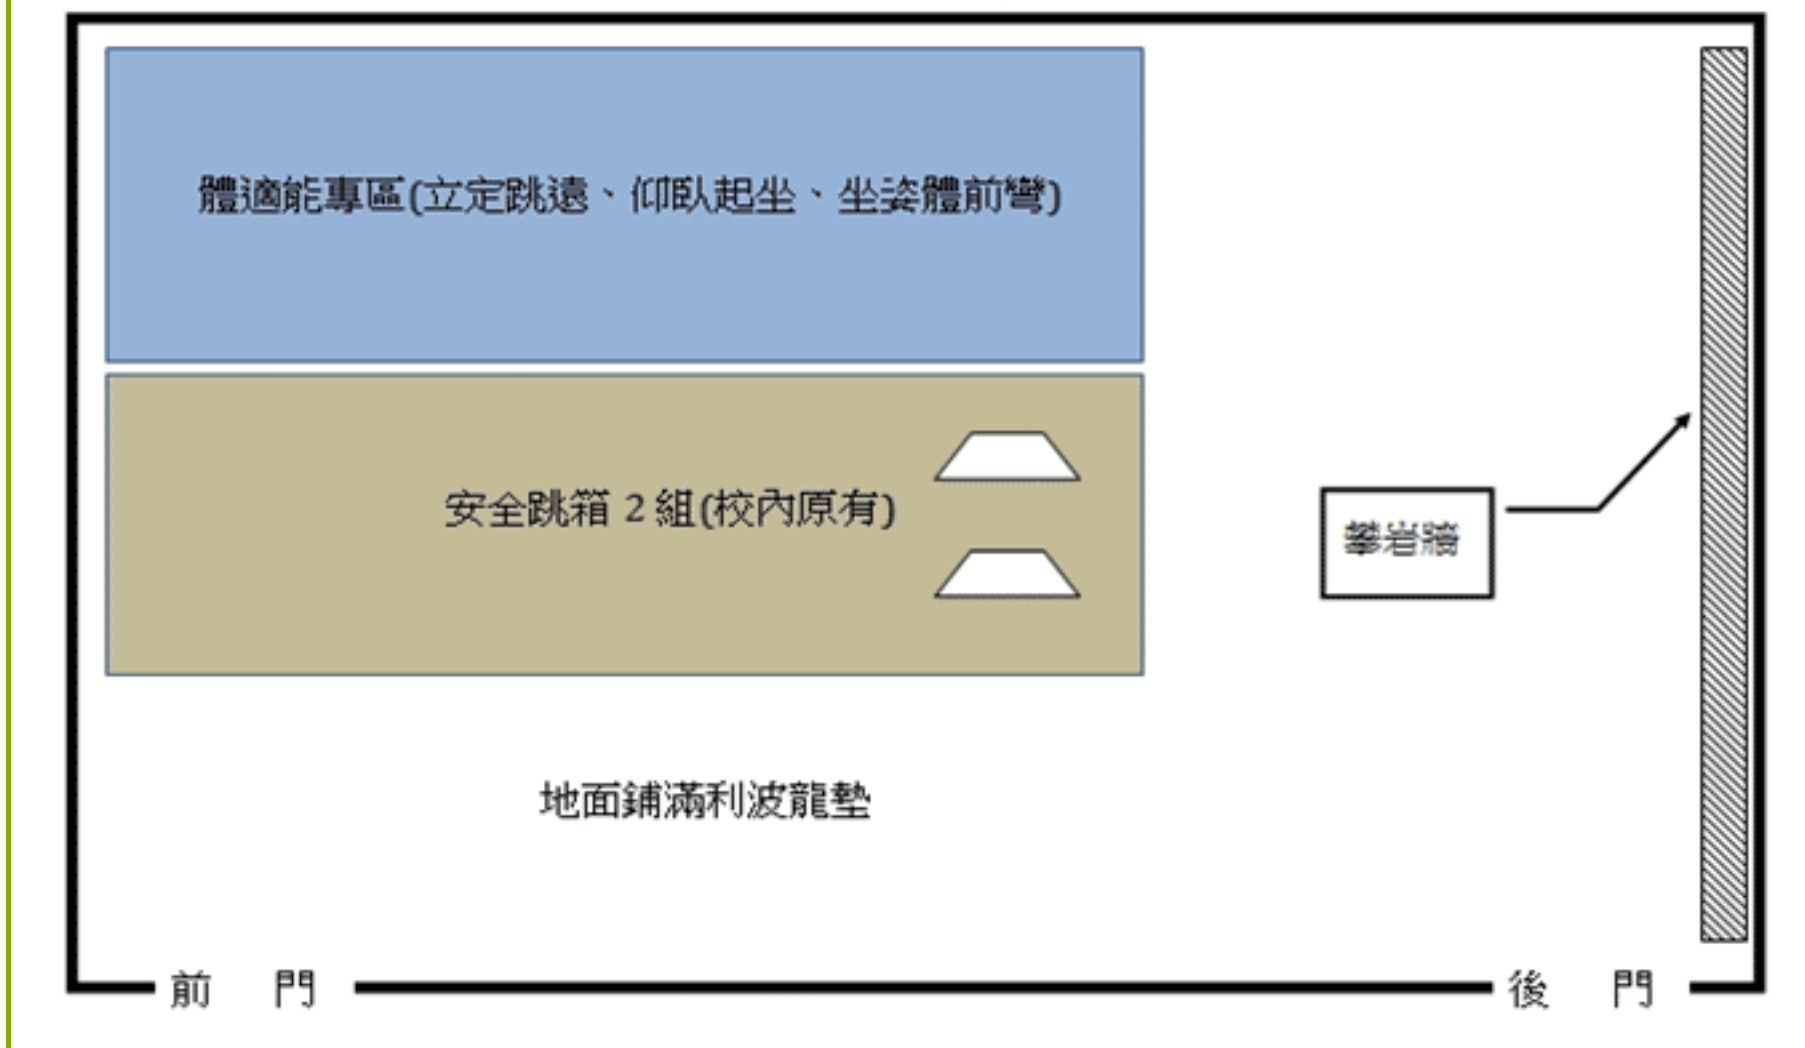 體適能專區(立定跳遠、仰臥起坐、坐姿體前彎)
安全跳箱 2 組(校內原有)
攀岩牆
地面鋪滿利波龍墊
前 門
後 門